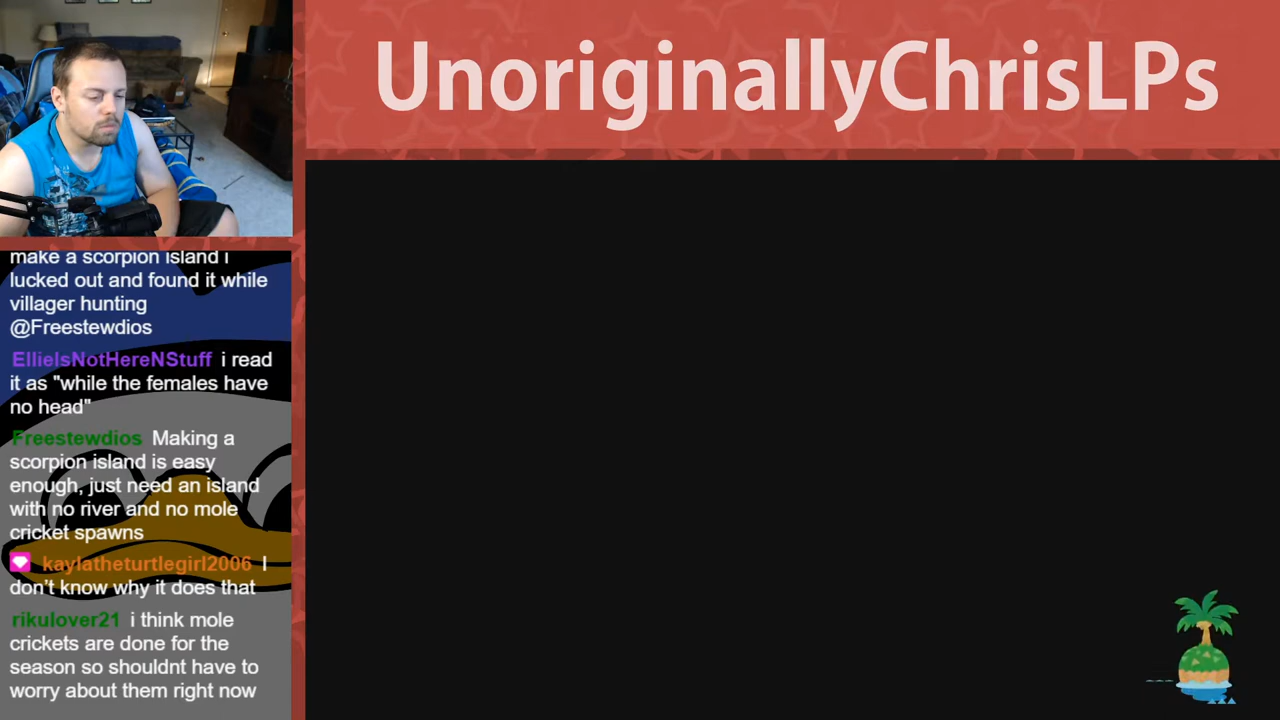 UnoriginallyChrisLPs
make a scorpion island i
lucked out and found it while
villager hunting
@Freestewdios
EllieIsNotHereNStuff i read
it as "while the females have
no head"
Freestewdios Making a
scorpion island is easy
enough, just need an island
with no river and no mole
cricket spawns
kaylatheturtlegirl2006 I
don't know why it does that
rikulover21 i think mole
crickets are done for the
season so shouldnt have to
worry about them right now